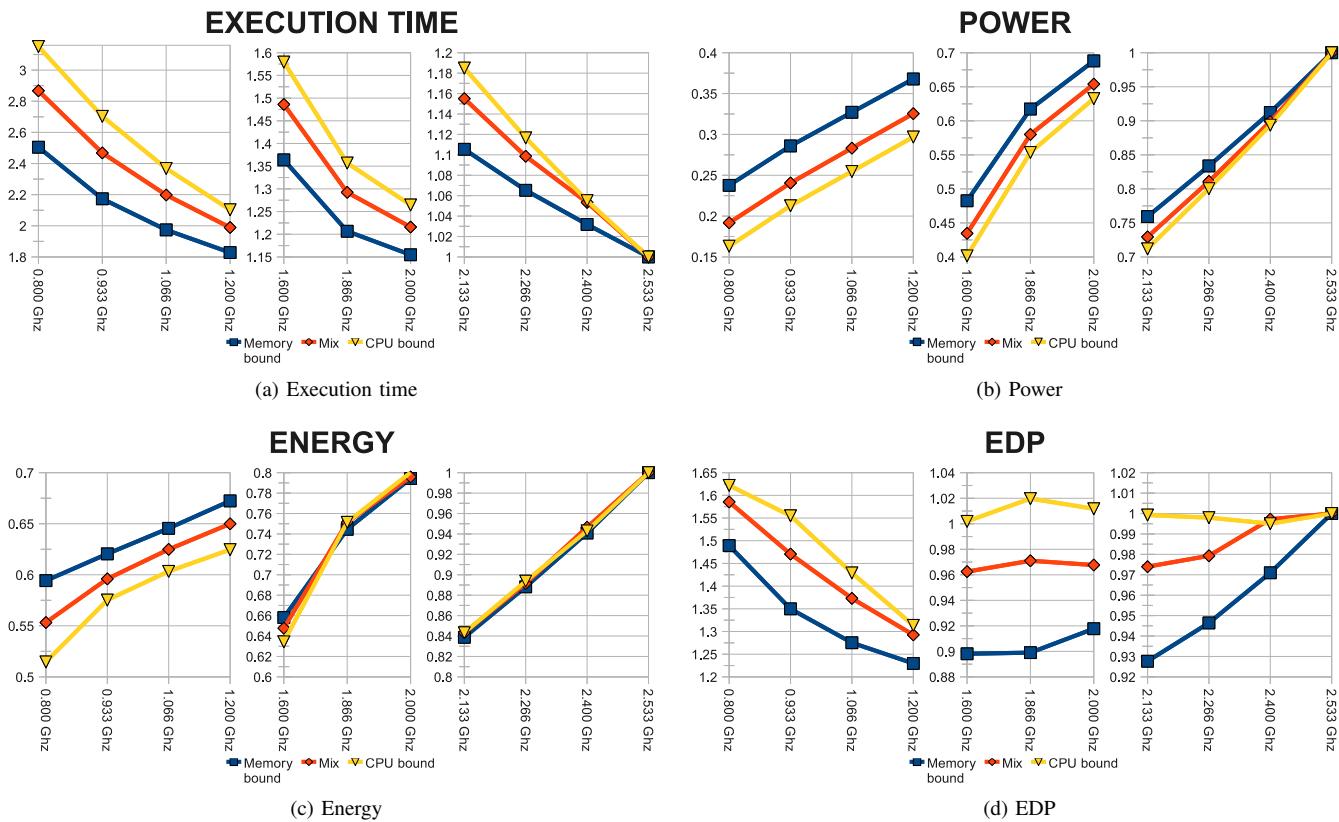 EXECUTION TIME
3
2.8
2.6
2.4
2.2
2
1.8
0.800 Ghz
0.933 Ghz
1.066 Ghz
1.200 Ghz
1.6
1.55
1.5
1.45
1.4
1.35
1.3
1.25
1.2
1.15
1.600 Ghz
1.866 Ghz
2.000 Ghz
1.2
1.18
1.16
1.14
1.12
1.1
1.08
1.06
1.04
1.02
1
2.133 Ghz
2.266 Ghz
2.400 Ghz
2.533 Ghz
Memory bound
Mix
CPU bound
(a) Execution time
POWER
0.4
0.35
0.3
0.25
0.2
0.15
0.800 Ghz
0.933 Ghz
1.066 Ghz
1.200 Ghz
0.7
0.65
0.6
0.55
0.5
0.45
0.4
1.600 Ghz
1.866 Ghz
2.000 Ghz
1
0.95
0.9
0.85
0.8
0.75
0.7
2.133 Ghz
2.266 Ghz
2.400 Ghz
2.533 Ghz
Memory bound
Mix
CPU bound
(b) Power
ENERGY
0.7
0.65
0.6
0.55
0.5
0.800 Ghz
0.933 Ghz
1.066 Ghz
1.200 Ghz
0.8
0.78
0.76
0.74
0.72
0.7
0.68
0.66
0.64
0.62
0.6
1.600 Ghz
1.866 Ghz
2.000 Ghz
1
0.98
0.96
0.94
0.92
0.9
0.88
0.86
0.84
0.82
0.8
2.133 Ghz
2.266 Ghz
2.400 Ghz
2.533 Ghz
Memory bound
Mix
CPU bound
(c) Energy
EDP
1.65
1.6
1.55
1.5
1.45
1.4
1.35
1.3
1.25
1.2
0.800 Ghz
0.933 Ghz
1.066 Ghz
1.200 Ghz
1.04
1.02
1
0.98
0.96
0.94
0.92
0.9
0.88
1.600 Ghz
1.866 Ghz
2.000 Ghz
1.02
1.01
1
0.99
0.98
0.97
0.96
0.95
0.94
0.93
0.92
2.133 Ghz
2.266 Ghz
2.400 Ghz
2.533 Ghz
Memory bound
Mix
CPU bound
(d) EDP